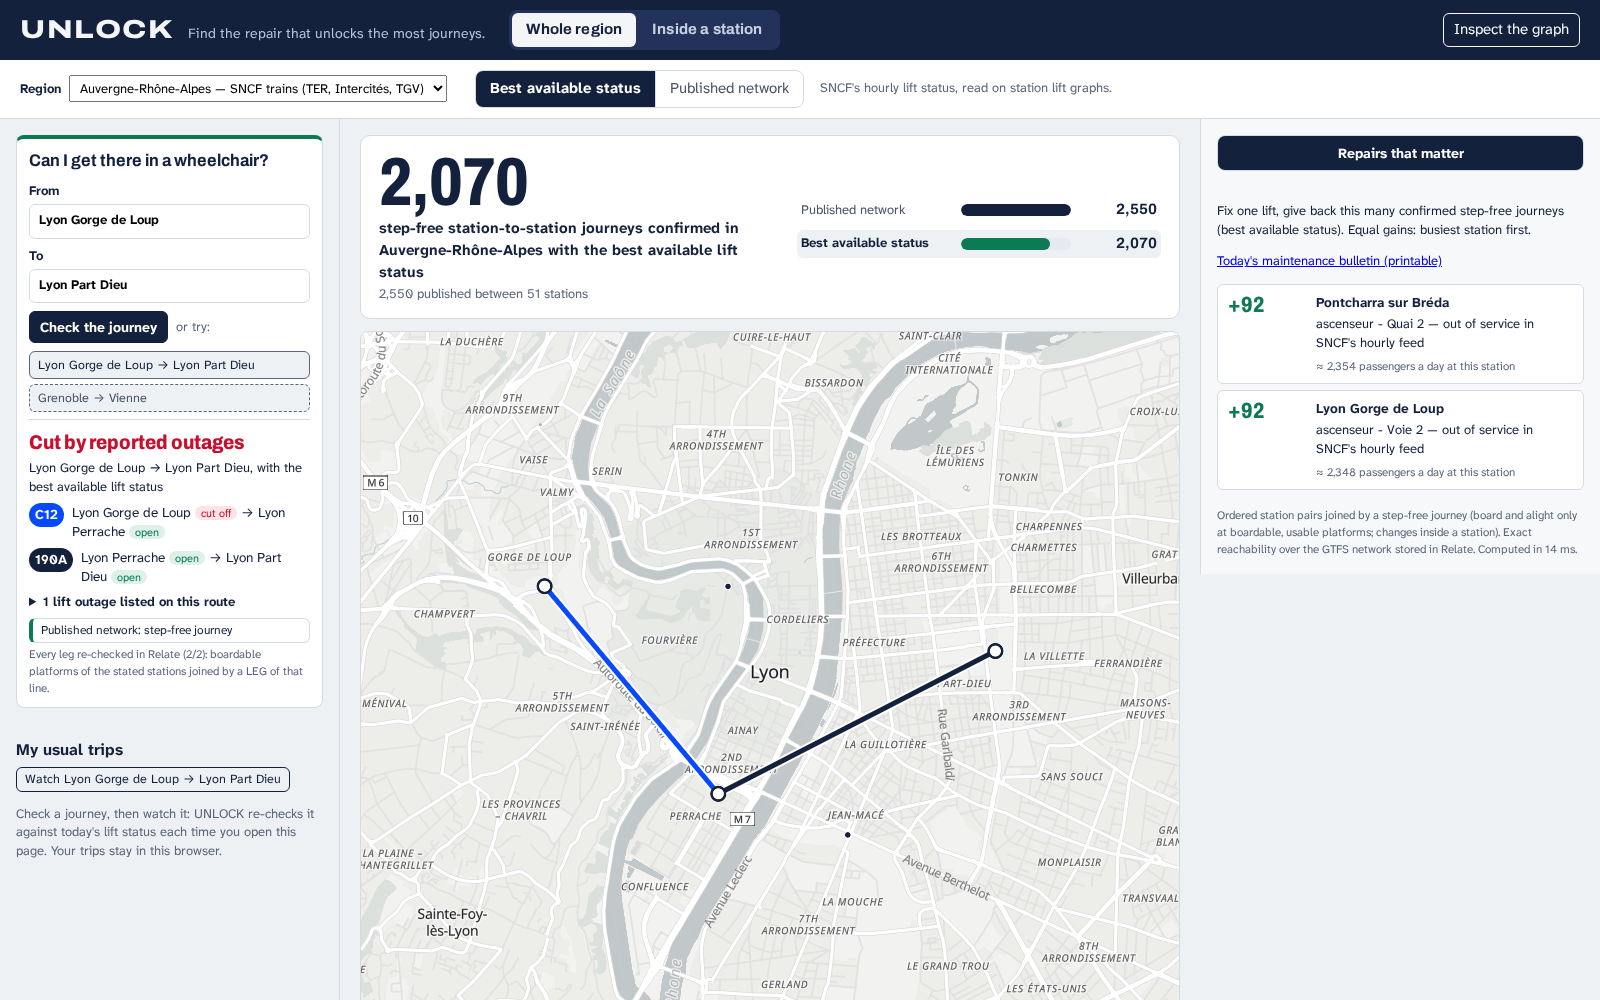 UNLOCK
Find the repair that unlocks the most journeys.
Whole region
Inside a station
Inspect the graph
Region
Auvergne-Rhône-Alpes — SNCF trains (TER, Intercités, TGV)
Best available status
Published network
SNCF's hourly lift status, read on station lift graphs.
Can I get there in a wheelchair?
From
Lyon Gorge de Loup
To
Lyon Part Dieu
Check the journey
or try:
Lyon Gorge de Loup → Lyon Part Dieu
Grenoble → Vienne
Cut by reported outages
Lyon Gorge de Loup → Lyon Part Dieu, with the
best available lift status
C12 Lyon Gorge de Loup cut off → Lyon
Perrache open
190A Lyon Perrache open → Lyon Part
Dieu open
1 lift outage listed on this route
Published network: step-free journey
Every leg re-checked in Relate (2/2): boardable
platforms of the stated stations joined by a LEG of that
line.
My usual trips
Watch Lyon Gorge de Loup → Lyon Part Dieu
Check a journey, then watch it: UNLOCK re-checks it
against today's lift status each time you open this
page. Your trips stay in this browser.
2,070
step-free station-to-station journeys confirmed in
Auvergne-Rhône-Alpes with the best available lift
status
2,550 published between 51 stations
Published network 2,550
Best available status 2,070
LA DUCHÈRE
CUIRE-LE-HAUT
SAINT-CLAIR
CITÉ
INTERNATIONALE
La Saône
BISSARDON
9TH
ARRONDISSEMENT
CROIX-LU
4TH
ARRONDISSEMENT
ÎLE DES
LÉMURIENS
VAISE
SERIN
Rhone
TONKIN
M 6
VALMY
10
CHARPENNES
1ST
ARRONDISSEMENT
LES BROTTEAUX
CHARMETTES
GORGE DE LOUP
6TH
ARRONDISSEMENT
GRAT
Villeurba
BELLECOMBE
CHAMPVERT
CORDELIERS
FOURVIÈRE
PRÉFECTURE
LA VILLETTE
FERRANDIÈRE
Lyon
ART-DIEU
5TH
ARRONDISSEMENT
MÉNIVAL
3RD
ARRONDISSEMENT
MAISONS-
NEUVES
SAINT-IRÉNÉE
AINAY
Rue Garibaldi
LA GUILLOTIÈRE
2ND
ARRONDISSEMENT
SANS SOUCI
LES PROVINCES
– CHAVRIL
PERRACHE
M 7
JEAN-MACÉ
GRA
BLAN
LA PLAINE –
HANTEGRILLET
Avenue Berthelot
MONPLAISIR
CONFLUENCE
Avenue Leclerc
LA MOUCHE
TRANSVAAL
Sainte-Foy-
lès-Lyon
7TH
ARRONDISSEMENT
8TH
ARRONDISSEMENT
LE GRAND TROU
GERLAND
LES ÉTATS-UNIS
Repairs that matter
Fix one lift, give back this many confirmed step-free journeys
(best available status). Equal gains: busiest station first.
Today's maintenance bulletin (printable)
+92 Pontcharra sur Bréda
ascenseur - Quai 2 — out of service in
SNCF's hourly feed
≈ 2,354 passengers a day at this station
+92 Lyon Gorge de Loup
ascenseur - Voie 2 — out of service in
SNCF's hourly feed
≈ 2,348 passengers a day at this station
Ordered station pairs joined by a step-free journey (board and alight only
at boardable, usable platforms; changes inside a station). Exact
reachability over the GTFS network stored in Relate. Computed in 14 ms.